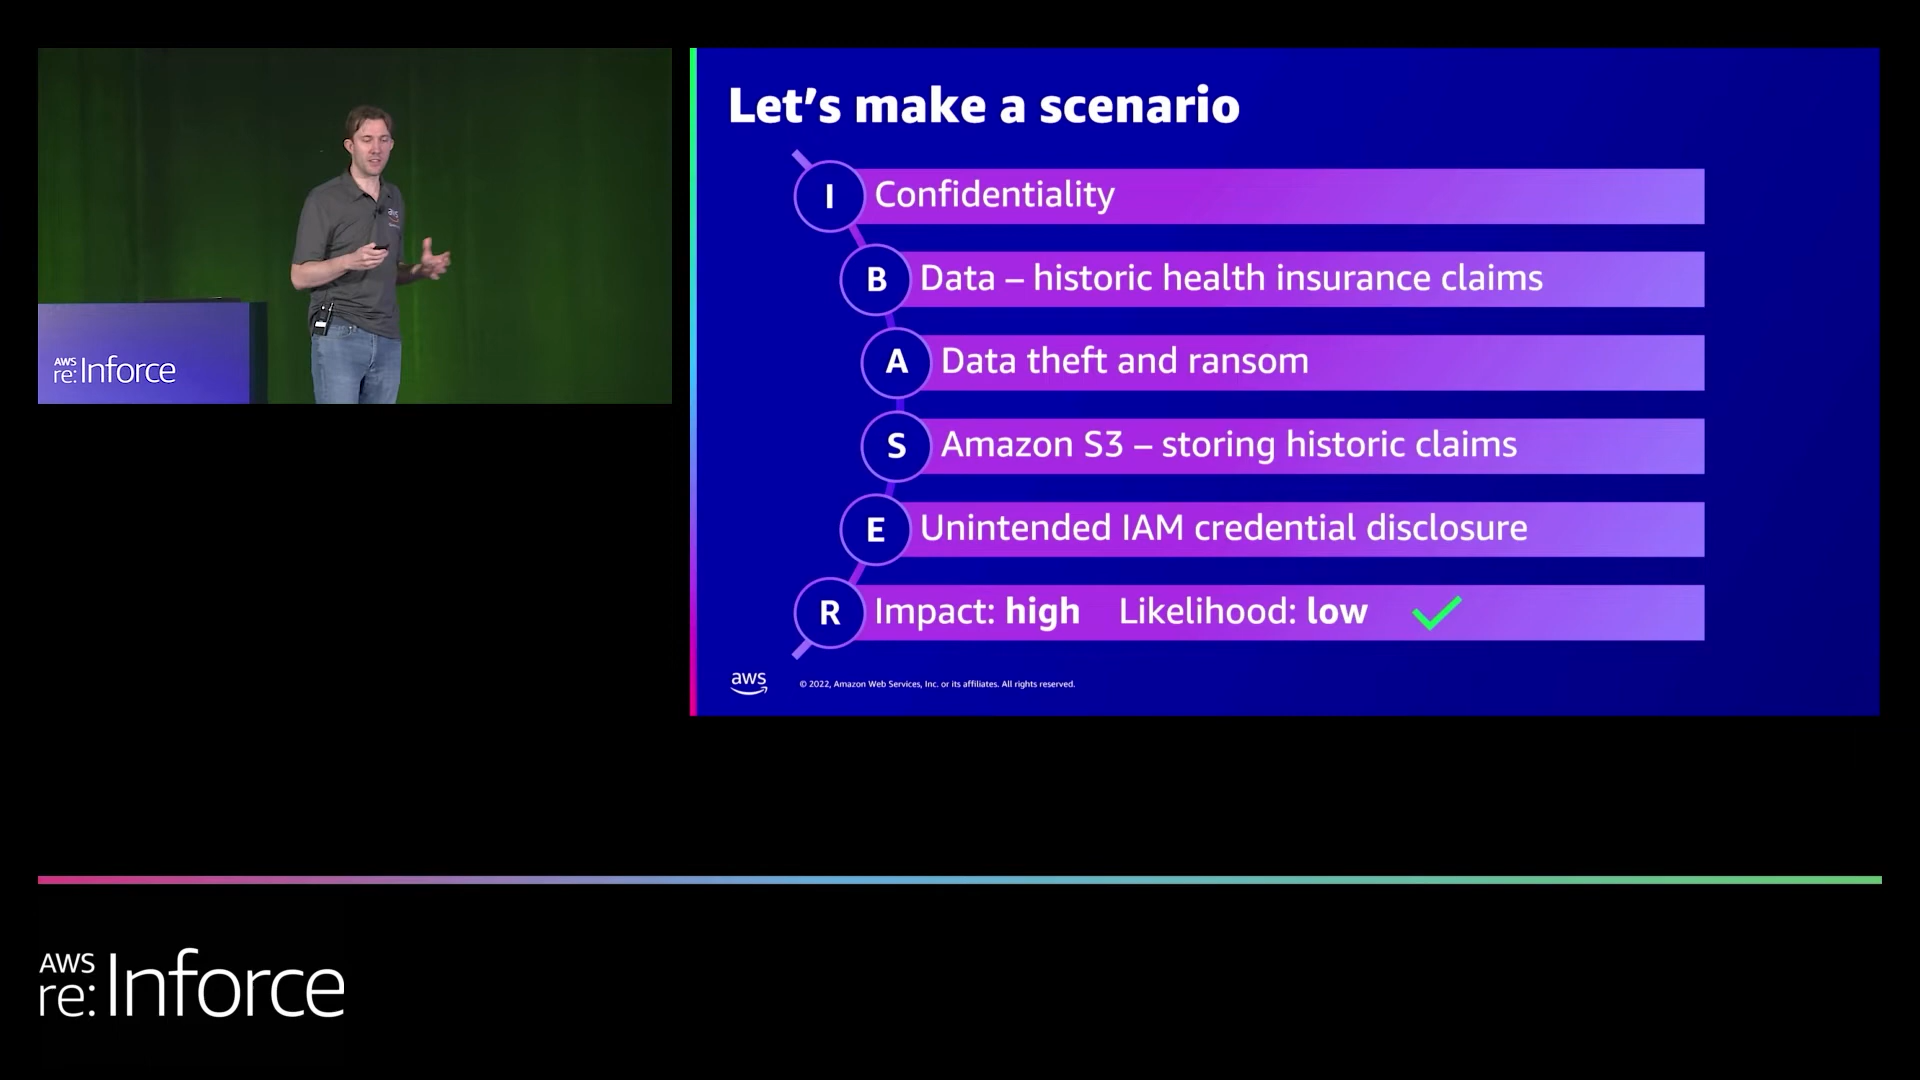 AWS
re:Inforce
Let's make a scenario
I Confidentiality
B Data – historic health insurance claims
A Data theft and ransom
S Amazon S3 – storing historic claims
E Unintended IAM credential disclosure
R Impact: high Likelihood: low
aws © 2022, Amazon Web Services, Inc. or its affiliates. All rights reserved.
AWS
re:Inforce